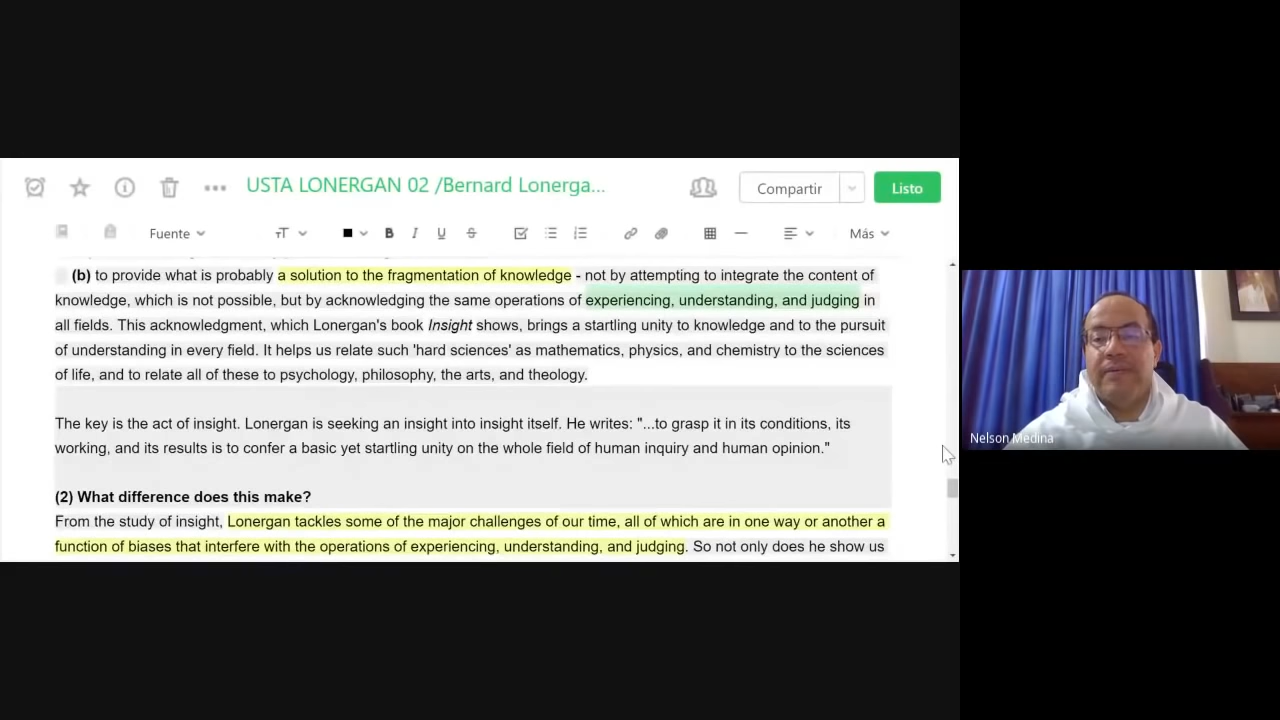 USTA LONERGAN 02 /Bernard Lonerga...
Compartir
Listo
Fuente
тT
B
I
U
S
Más
(b) to provide what is probably a solution to the fragmentation of knowledge - not by attempting to integrate the content of
knowledge, which is not possible, but by acknowledging the same operations of experiencing, understanding, and judging in
all fields. This acknowledgment, which Lonergan's book Insight shows, brings a startling unity to knowledge and to the pursuit
of understanding in every field. It helps us relate such 'hard sciences' as mathematics, physics, and chemistry to the sciences
of life, and to relate all of these to psychology, philosophy, the arts, and theology.
The key is the act of insight. Lonergan is seeking an insight into insight itself. He writes: "...to grasp it in its conditions, its
working, and its results is to confer a basic yet startling unity on the whole field of human inquiry and human opinion."
(2) What difference does this make?
From the study of insight, Lonergan tackles some of the major challenges of our time, all of which are in one way or another a
function of biases that interfere with the operations of experiencing, understanding, and judging. So not only does he show us
Nelson Medina